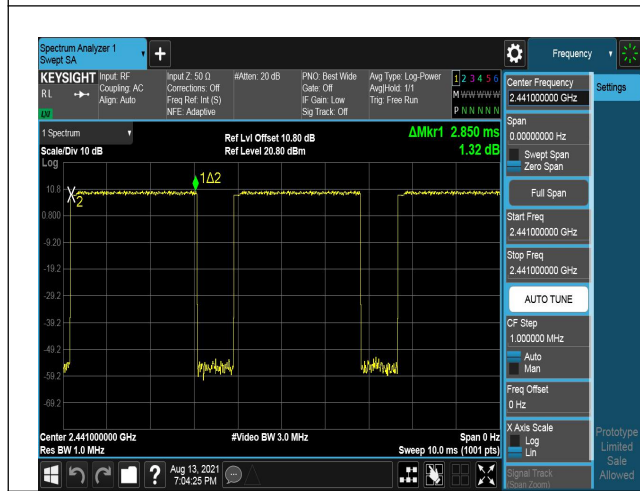 Spectrum Analyzer 1
Swept SA
Frequency
KEYSIGHT
RL
Input: RF
Coupling: AC
Align: Auto
Input Z: 50 Ω
Corrections: Off
Freq Ref: Int (S)
NFE: Adaptive
#Atten: 20 dB
PNO: Best Wide
Gate: Off
IF Gain: Low
Sig Track: Off
Avg Type: Log-Power
Avg|Hold: 1/1
Trig: Free Run
1 2 3 4 5 6
M W W W W W
P N N N N N
Center Frequency
2.441000000 GHz
Settings
1 Spectrum
Scale/Div 10 dB
Log
Ref Lvl Offset 10.80 dB
Ref Level 20.80 dBm
ΔMkr1 2.850 ms
1.32 dB
Span
0.00000000 Hz
Swept Span
Zero Span
Full Span
Start Freq
2.441000000 GHz
Stop Freq
2.441000000 GHz
AUTO TUNE
CF Step
1.000000 MHz
Auto
Man
Freq Offset
0 Hz
X Axis Scale
Log
Lin
Signal Track
(Span Zoom)
Prototype
Limited
Sale
Allowed
1Δ2
X2
10.8
0.800
-9.20
-19.2
-29.2
-39.2
-49.2
-59.2
-69.2
Center 2.441000000 GHz
Res BW 1.0 MHz
#Video BW 3.0 MHz
Span 0 Hz
Sweep 10.0 ms (1001 pts)
?
Aug 13, 2021
7:04:25 PM